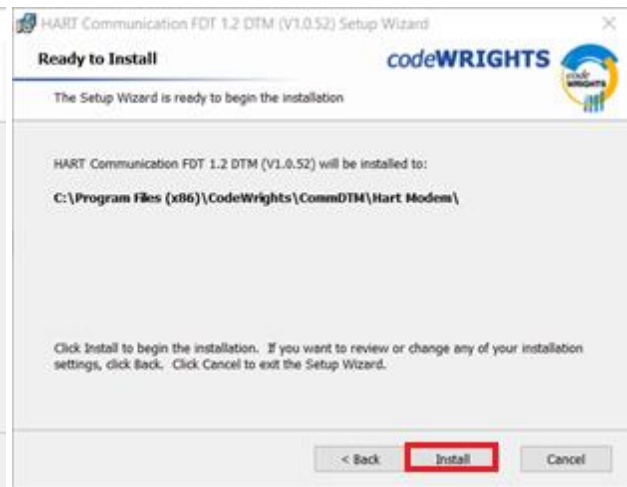 HART Communication FDT 1.2 DTM (V1.0.52) Setup Wizard
Ready to Install
codeWRIGHTS
code
WRIGHTS
The Setup Wizard is ready to begin the installation
HART Communication FDT 1.2 DTM (V1.0.52) will be installed to:
C:\Program Files (x86)\CodeWrights\CommDTM\Hart Modem\
Click Install to begin the installation. If you want to review or change any of your installation
settings, click Back. Click Cancel to exit the Setup Wizard.
< Back Install Cancel